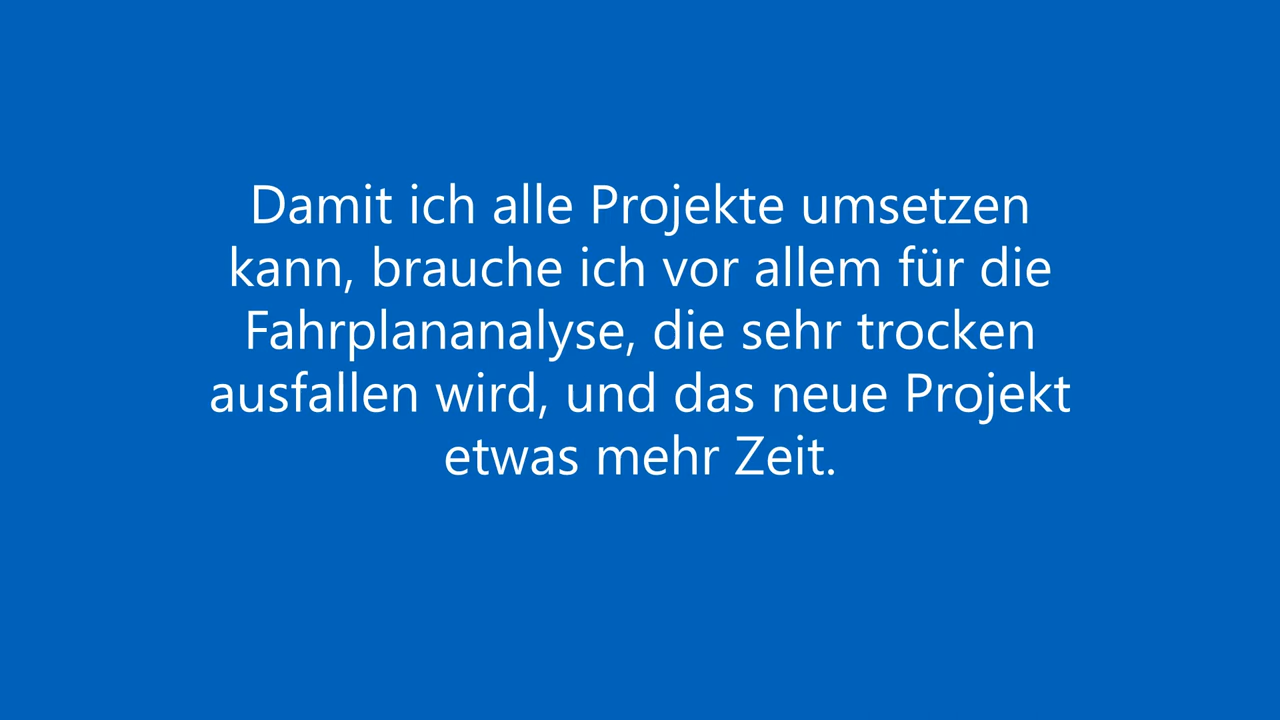 Damit ich alle Projekte umsetzen
kann, brauche ich vor allem für die
Fahrplananalyse, die sehr trocken
ausfallen wird, und das neue Projekt
etwas mehr Zeit.